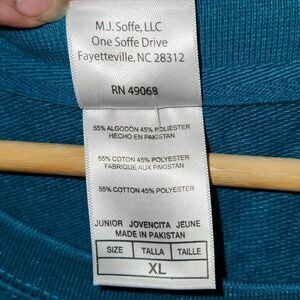 M.J. Soffe, LLC
One Soffe Drive
Fayetteville, NC 28312
RN 49068
55% ALGODÓN 45% POLIESTER
HECHO EN PAKISTAN
55% COTON 45% POLYESTER
FABRIQUE AUX PAKISTAN
55% COTTON 45% POLYESTER
JUNIOR JOVENCITA JEUNE
MADE IN PAKISTAN
SIZE TALLA TAILLE
XL